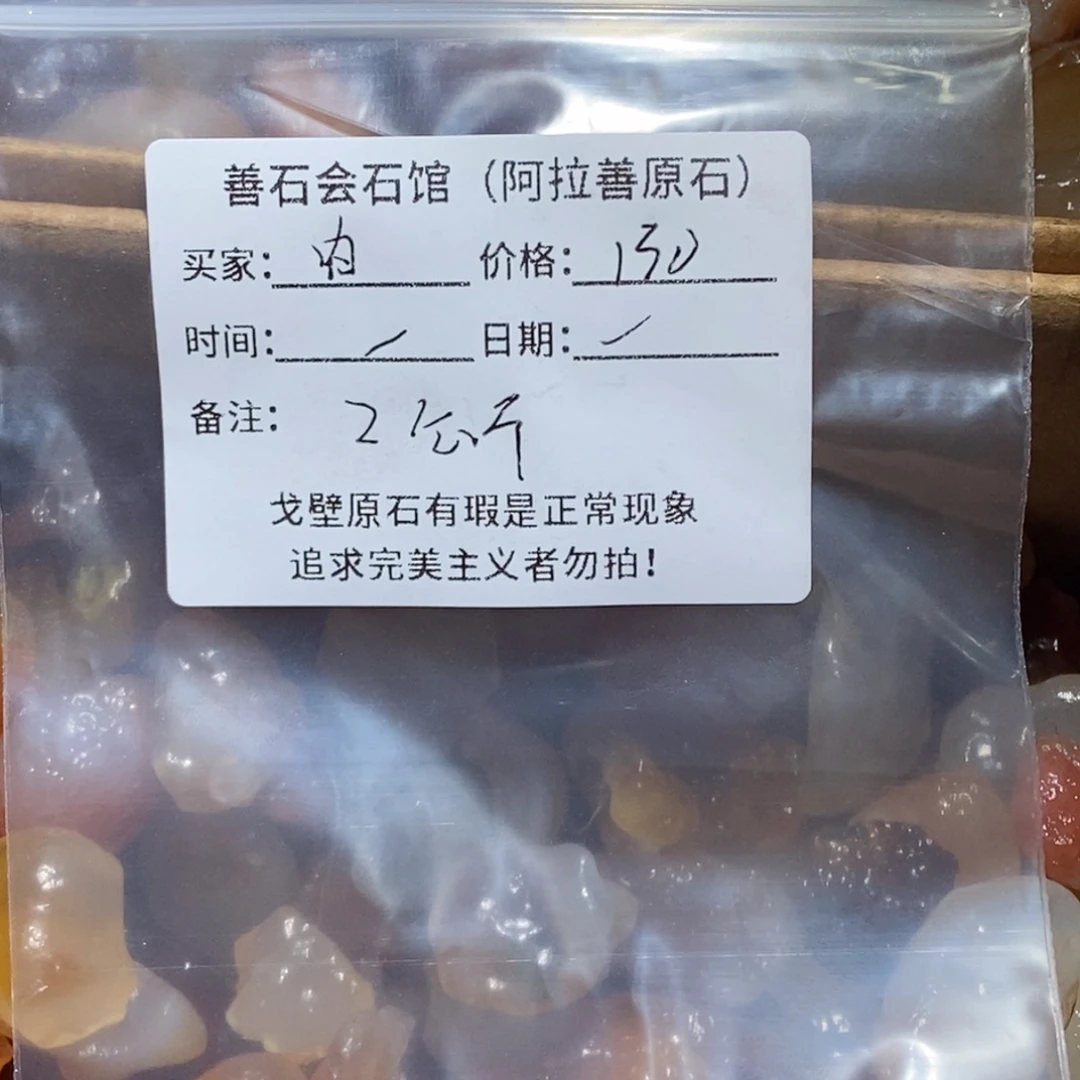 善石会石馆（阿拉善原石）
买家： 价格：150
时间： 日期：
备注：2公斤
戈壁原石有瑕是正常现象
追求完美主义者勿拍！